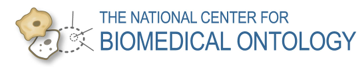 THE NATIONAL CENTER FOR
BIOMEDICAL ONTOLOGY